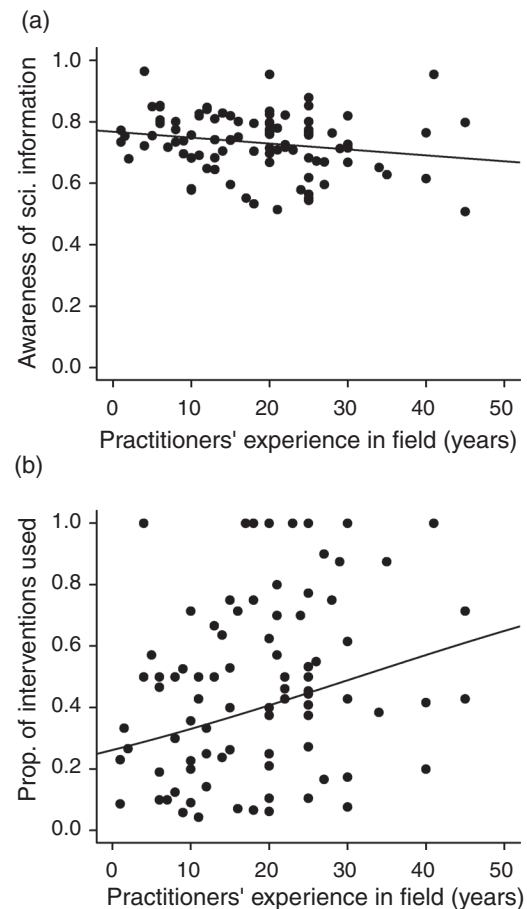 (a)
1.0
0.8
0.6
0.4
0.2
0.0
Awareness of sci. information
0 10 20 30 40 50
Practitioners' experience in field (years)
(b)
1.0
0.8
0.6
0.4
0.2
0.0
Prop. of interventions used
0 10 20 30 40 50
Practitioners' experience in field (years)